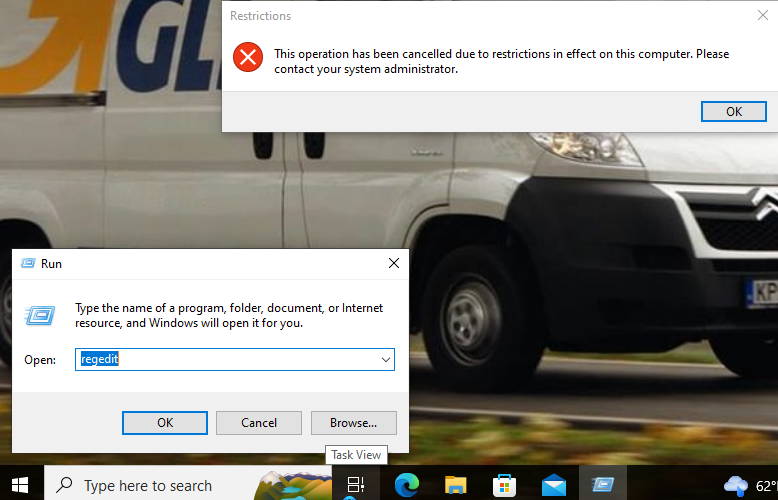 Restrictions
This operation has been cancelled due to restrictions in effect on this computer. Please
contact your system administrator.
OK
Run
Type the name of a program, folder, document, or Internet
resource, and Windows will open it for you.
Open:
regedit
OK
Cancel
Browse...
Task View
Type here to search
62°